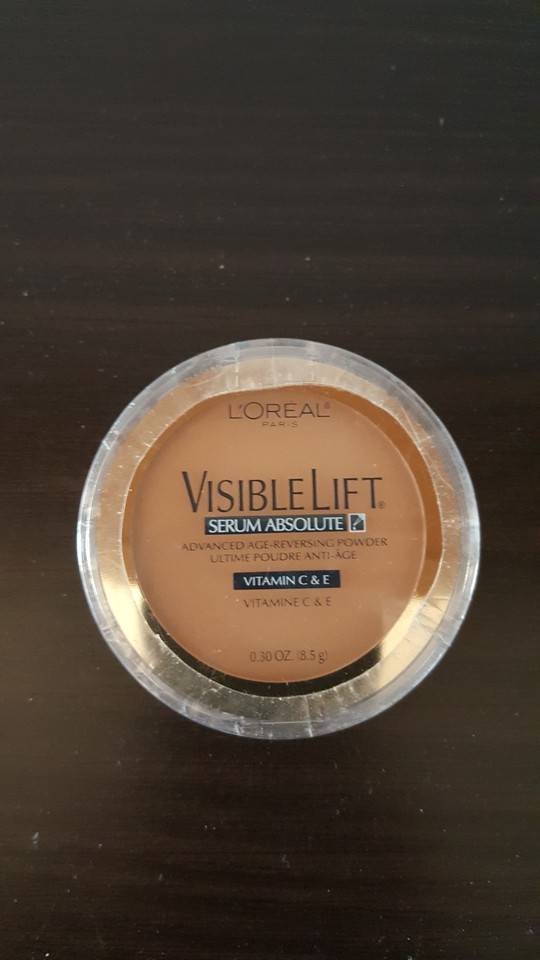 L'ORÉAL®
PARIS
VISIBLE LIFT®
SERUM ABSOLUTE
ADVANCED AGE-REVERSING POWDER
ULTIME POUDRE ANTI-ÂGE
VITAMIN C & E
VITAMINE C & E
0.30 OZ. (8.5 g)